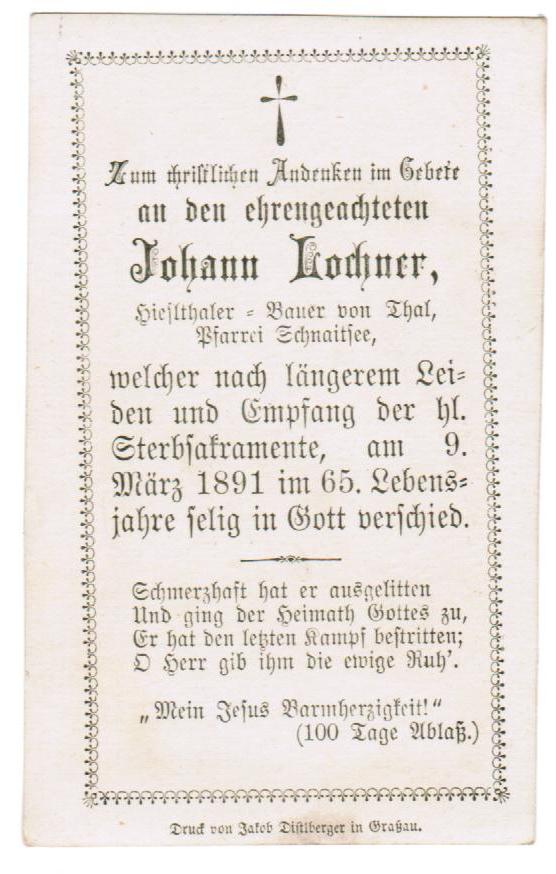 Zum christlichen Andenken im Gebete
an den ehrengeachteten
Johann Lochner,
Hieslthaler = Bauer von Thal,
Pfarrei Schnaitsee,
welcher nach längerem Lei=
den und Empfang der hl.
Sterbsakramente, am 9.
März 1891 im 65. Lebens=
jahre selig in Gott verschied.
Schmerzhaft hat er ausgelitten
Und ging der Heimath Gottes zu,
Er hat den letzten Kampf bestritten;
O Herr gib ihm die ewige Ruh'.
„Mein Jesus Barmherzigkeit!“
(100 Tage Ablaß.)
Druck von Jakob Distlberger in Graßau.